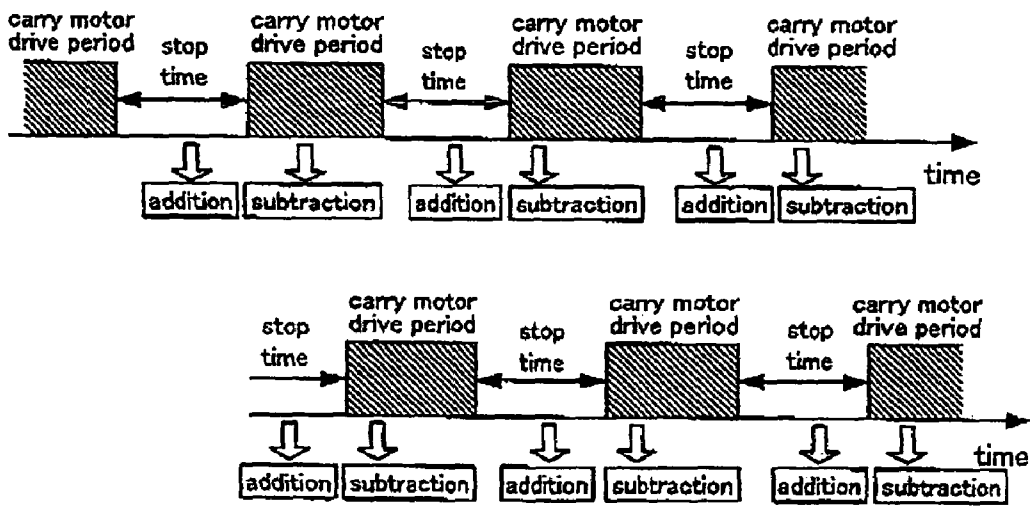 carry motor
drive period
stop
time
carry motor
drive period
stop
time
carry motor
drive period
stop
time
carry motor
drive period
time
addition
subtraction
addition
subtraction
addition
subtraction
stop
time
carry motor
drive period
stop
time
carry motor
drive period
stop
time
carry motor
drive period
time
addition
subtraction
addition
subtraction
addition
subtraction